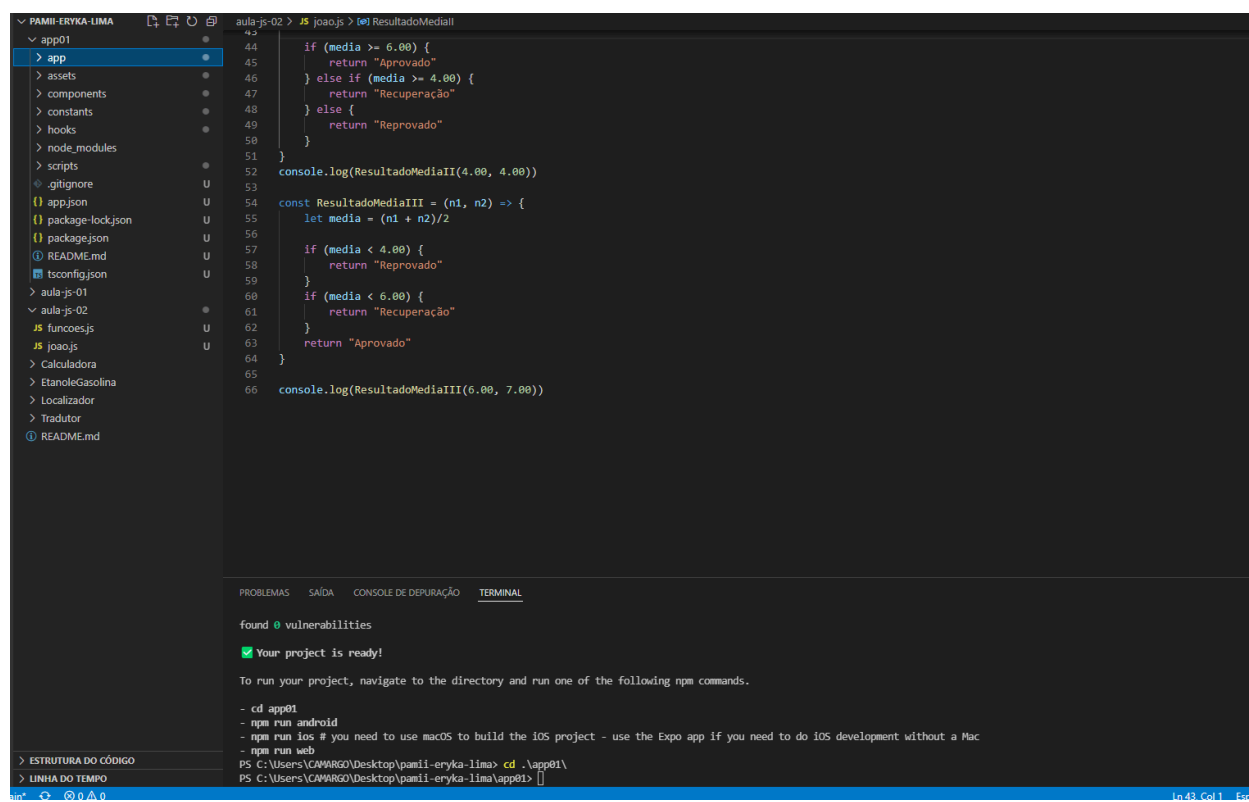 PAMII-ERYKA-LIMA
app01
app
assets
components
constants
hooks
node_modules
scripts
.gitignore U
{} app.json U
{} package-lock.json U
{} package.json U
README.md U
TS tsconfig.json U
aula-js-01
aula-js-02
JS funcoes.js U
JS joao.js U
Calculadora
EtanoleGasolina
Localizador
Tradutor
README.md
ESTRUTURA DO CÓDIGO
LINHA DO TEMPO
aula-js-02 > JS joao.js > ResultadoMediaII
43
44 if (media >= 6.00) {
45 return "Aprovado"
46 } else if (media >= 4.00) {
47 return "Recuperação"
48 } else {
49 return "Reprovado"
50 }
51 }
52 console.log(ResultadoMediaII(4.00, 4.00))
53
54 const ResultadoMediaIII = (n1, n2) => {
55 let media = (n1 + n2)/2
56
57 if (media < 4.00) {
58 return "Reprovado"
59 }
60 if (media < 6.00) {
61 return "Recuperação"
62 }
63 return "Aprovado"
64 }
65
66 console.log(ResultadoMediaIII(6.00, 7.00))
PROBLEMAS SAÍDA CONSOLE DE DEPURAÇÃO TERMINAL
found 0 vulnerabilities
✅ Your project is ready!
To run your project, navigate to the directory and run one of the following npm commands.
- cd app01
- npm run android
- npm run ios # you need to use macOS to build the iOS project - use the Expo app if you need to do iOS development without a Mac
- npm run web
PS C:\Users\CAMARGO\Desktop\pamii-eryka-lima> cd .\app01\
PS C:\Users\CAMARGO\Desktop\pamii-eryka-lima\app01>
0 0 Ln 43, Col 1